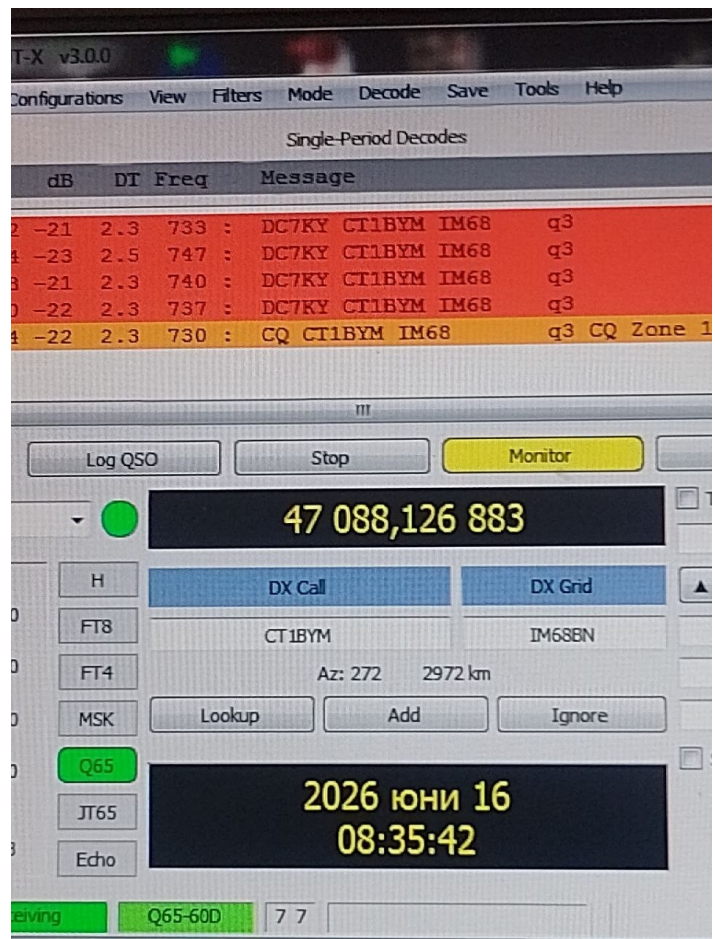 T-X v3.0.0
Configurations View Filters Mode Decode Save Tools Help
Single-Period Decodes
dB DT Freq Message
2 -21 2.3 733 : DC7KY CT1BYM IM68 q3
4 -23 2.5 747 : DC7KY CT1BYM IM68 q3
8 -21 2.3 740 : DC7KY CT1BYM IM68 q3
0 -22 2.3 737 : DC7KY CT1BYM IM68 q3
4 -22 2.3 730 : CQ CT1BYM IM68 q3 CQ Zone 1
Log QSO Stop Monitor
47 088,126 883
H
DX Call DX Grid
FT8
CT1BYM IM68BN
FT4
Az: 272 2972 km
MSK
Lookup Add Ignore
Q65
2026 юни 16
JT65
08:35:42
Echo
eiving Q65-60D 7 7